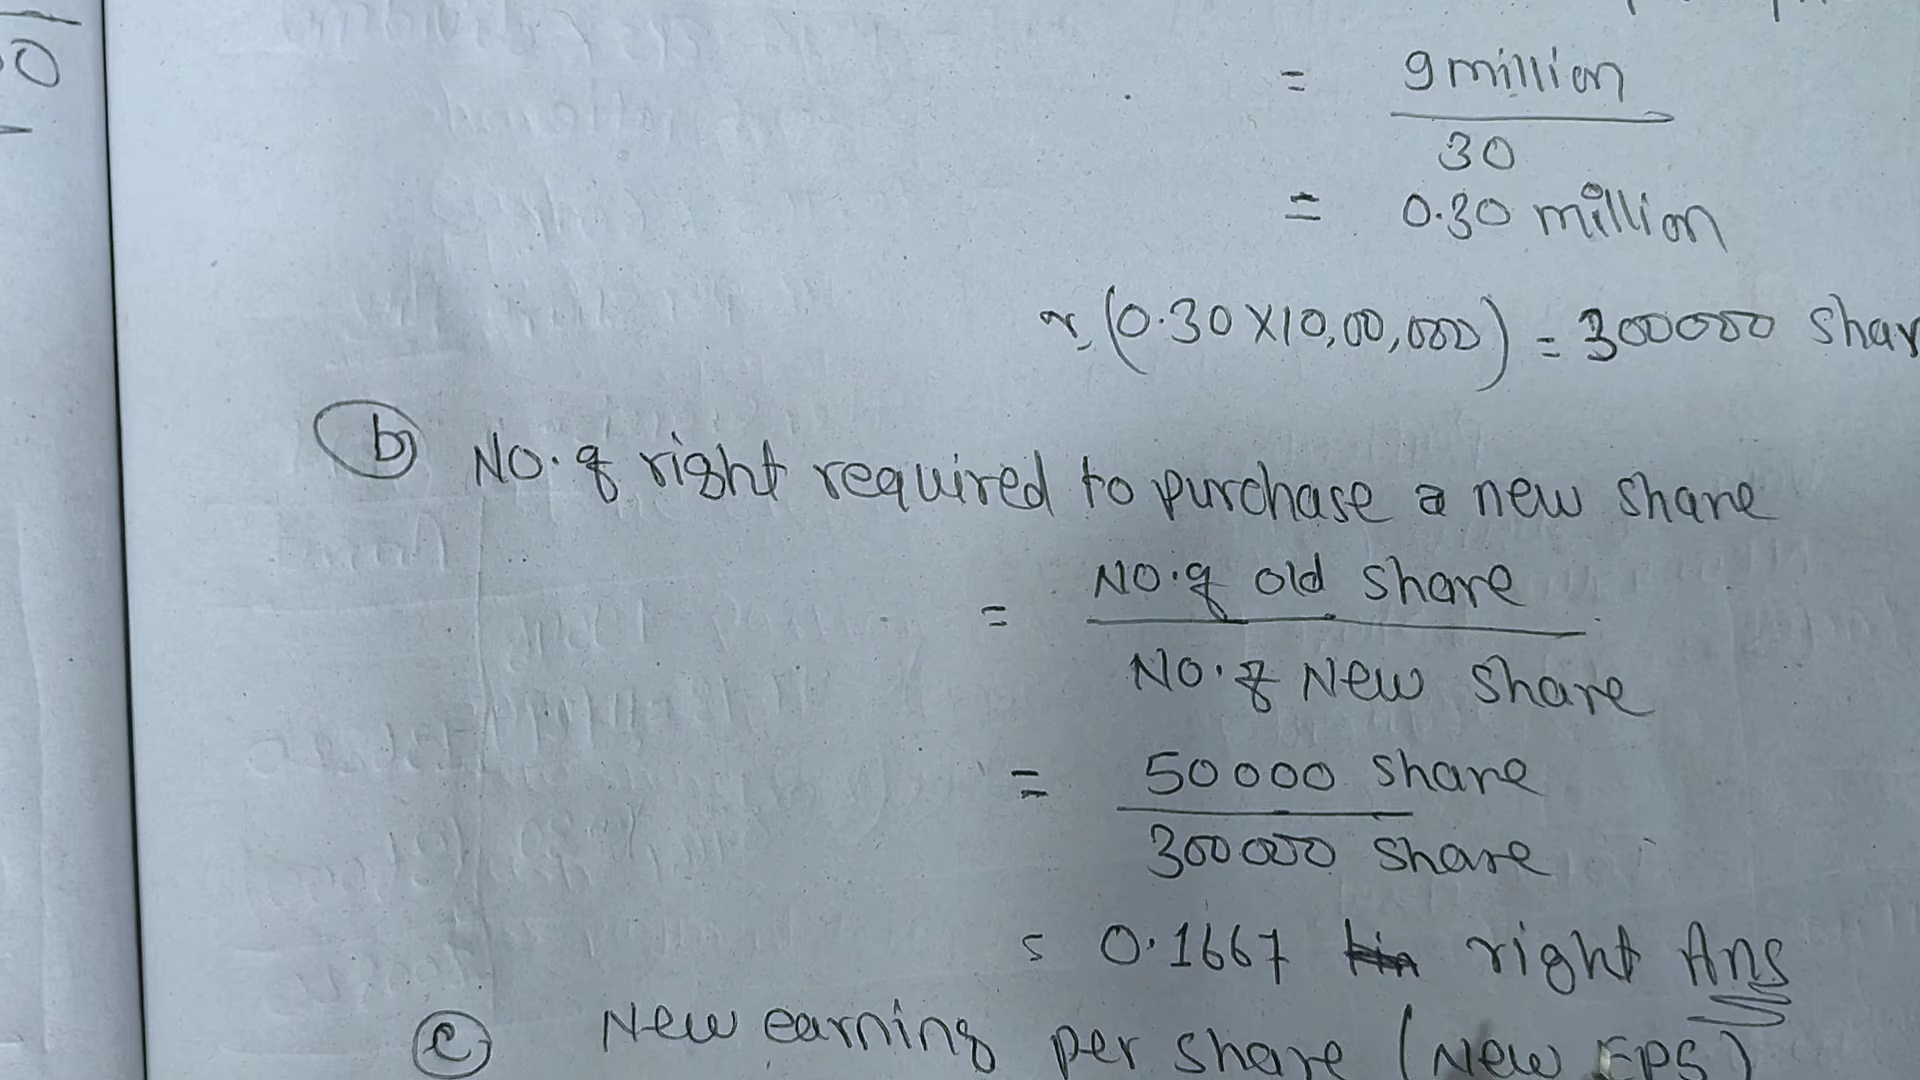 0
= 9 million
30
= 0.30 million
(0.30 X10,00,000) = 300000 Shar
b NO. of right required to purchase a new share
= NO. of old share
NO. of New share
= 50000 share
300000 share
= 0.1667 right Ans
c New earning per share (New EPS)